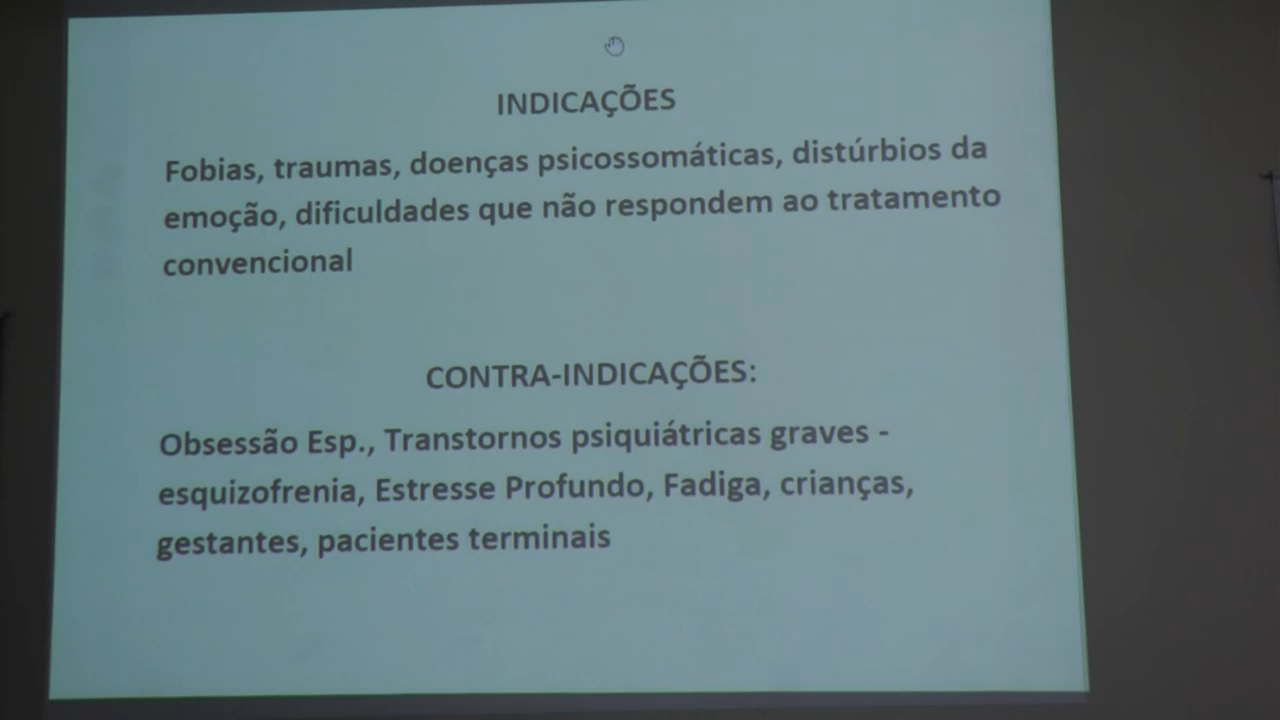 INDICAÇÕES
Fobias, traumas, doenças psicossomáticas, distúrbios da
emoção, dificuldades que não respondem ao tratamento
convencional
CONTRA-INDICAÇÕES:
Obsessão Esp., Transtornos psiquiátricas graves -
esquizofrenia, Estresse Profundo, Fadiga, crianças,
gestantes, pacientes terminais